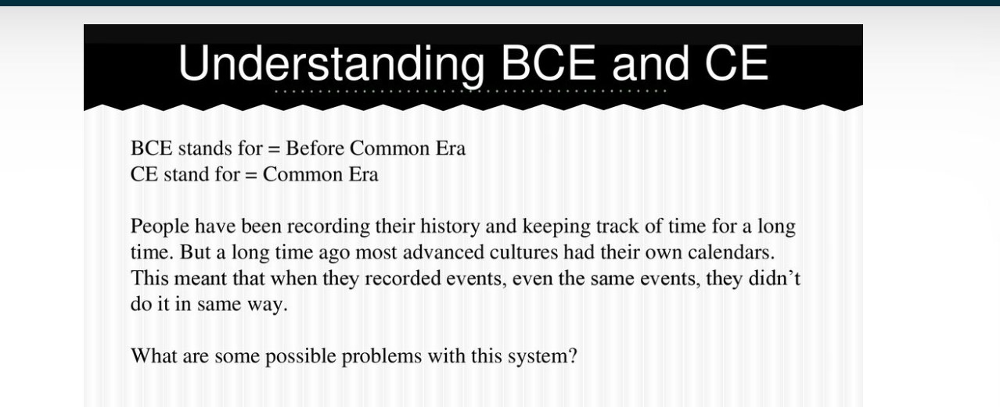 Understanding BCE and CE
BCE stands for = Before Common Era
CE stand for = Common Era
People have been recording their history and keeping track of time for a long
time. But a long time ago most advanced cultures had their own calendars.
This meant that when they recorded events, even the same events, they didn’t
do it in same way.
What are some possible problems with this system?